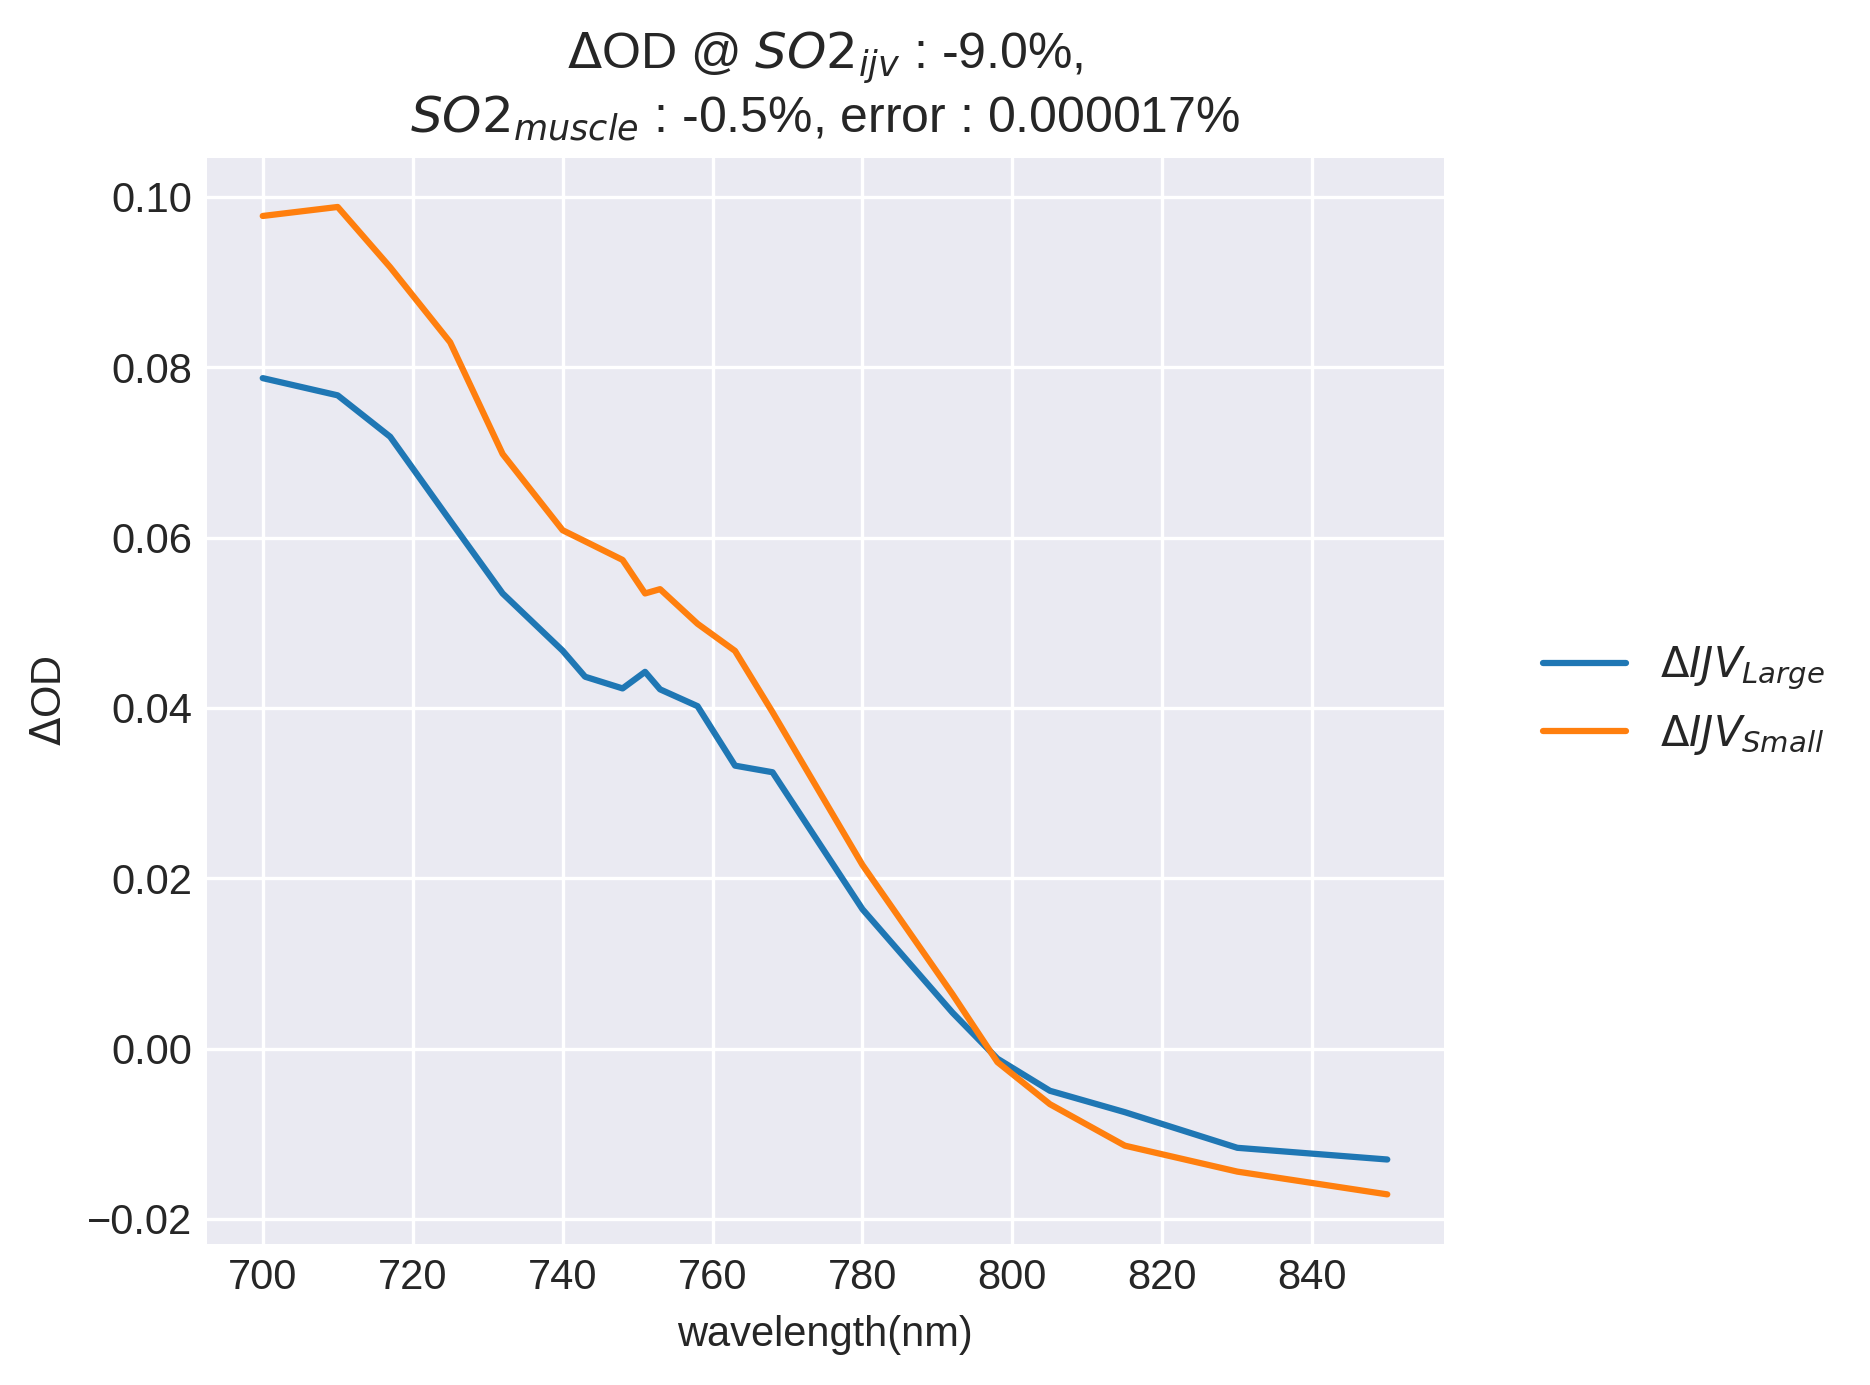 ΔOD @ SO2ijv : -9.0%,
SO2muscle : -0.5%, error : 0.000017%
0.10
0.08
0.06
0.04
0.02
0.00
−0.02
ΔOD
700 720 740 760 780 800 820 840
wavelength(nm)
ΔIJVLarge
ΔIJVSmall